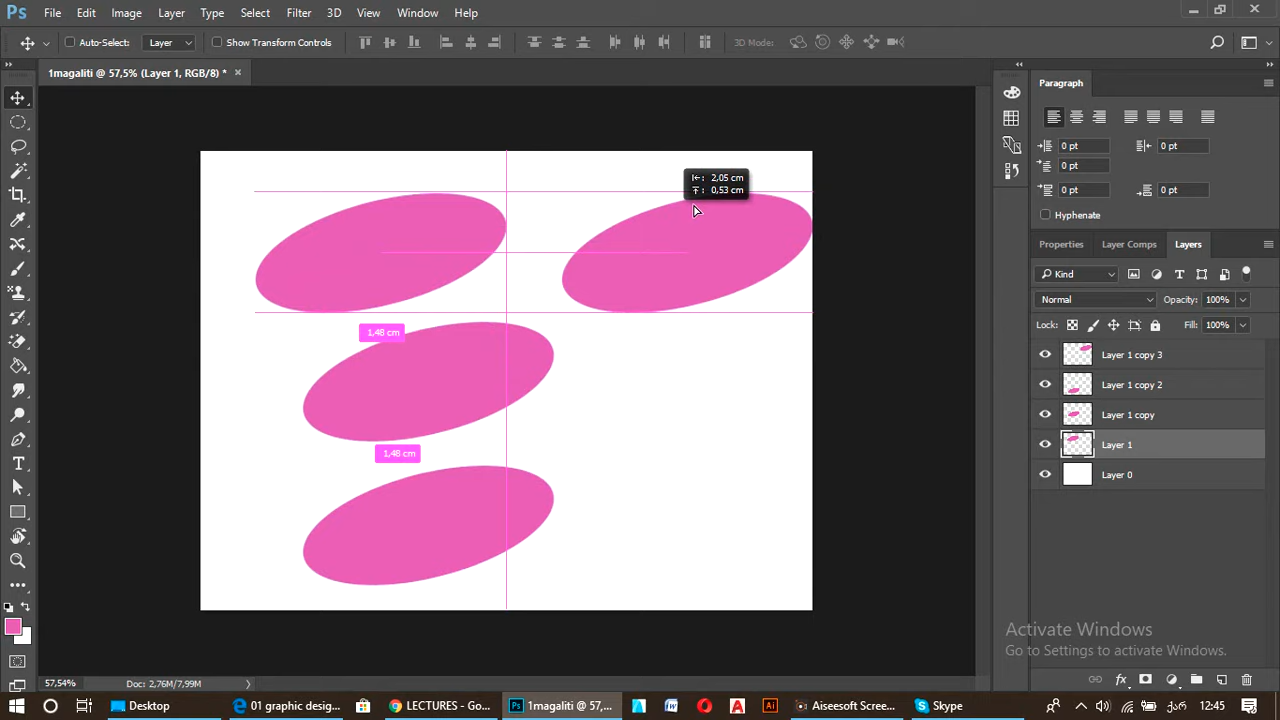 Ps File Edit Image Layer Type Select Filter 3D View Window Help
Auto-Select: Layer Show Transform Controls 3D Mode:
1magaliti @ 57,5% (Layer 1, RGB/8) *
Paragraph
0 pt 0 pt
0 pt
0 pt 0 pt
Hyphenate
2,05 cm
0,53 cm
1,48 cm
1,48 cm
Properties Layer Comps Layers
Kind
Normal Opacity: 100%
Lock: Fill: 100%
Layer 1 copy 3
Layer 1 copy 2
Layer 1 copy
Layer 1
Layer 0
Activate Windows
Go to Settings to activate Windows.
57,54% Doc: 2,76M/7,99M
Desktop 01 graphic desig... LECTURES - Go... Ps 1magaliti @ 57,... Ai Aiseesoft Scree... Skype 12:45